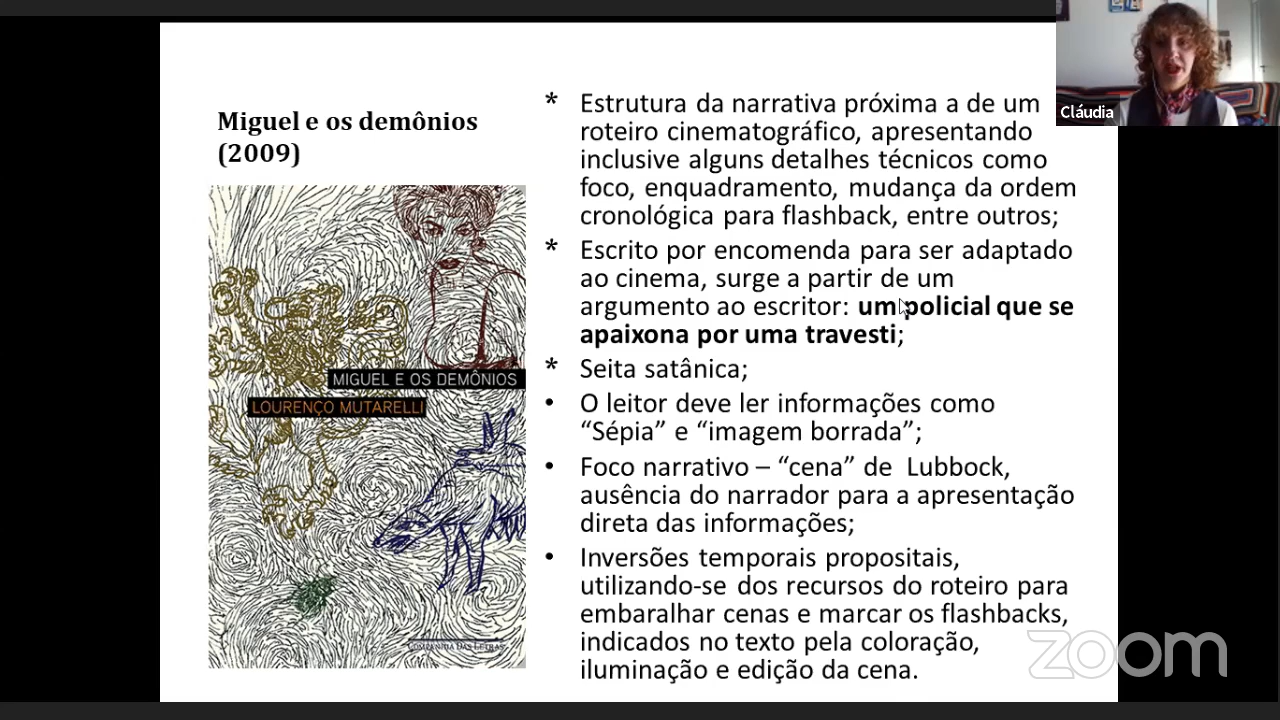 Cláudia
Miguel e os demônios
(2009)
MIGUEL E OS DEMÔNIOS
LOURENÇO MUTARELLI
COMPANHIA DAS LETRAS
* Estrutura da narrativa próxima a de um
roteiro cinematográfico, apresentando
inclusive alguns detalhes técnicos como
foco, enquadramento, mudança da ordem
cronológica para flashback, entre outros;
* Escrito por encomenda para ser adaptado
ao cinema, surge a partir de um
argumento ao escritor: um policial que se
apaixona por uma travesti;
* Seita satânica;
• O leitor deve ler informações como
“Sépia” e “imagem borrada”;
• Foco narrativo – “cena” de Lubbock,
ausência do narrador para a apresentação
direta das informações;
• Inversões temporais propositais,
utilizando-se dos recursos do roteiro para
embaralhar cenas e marcar os flashbacks,
indicados no texto pela coloração,
iluminação e edição da cena.
zoom